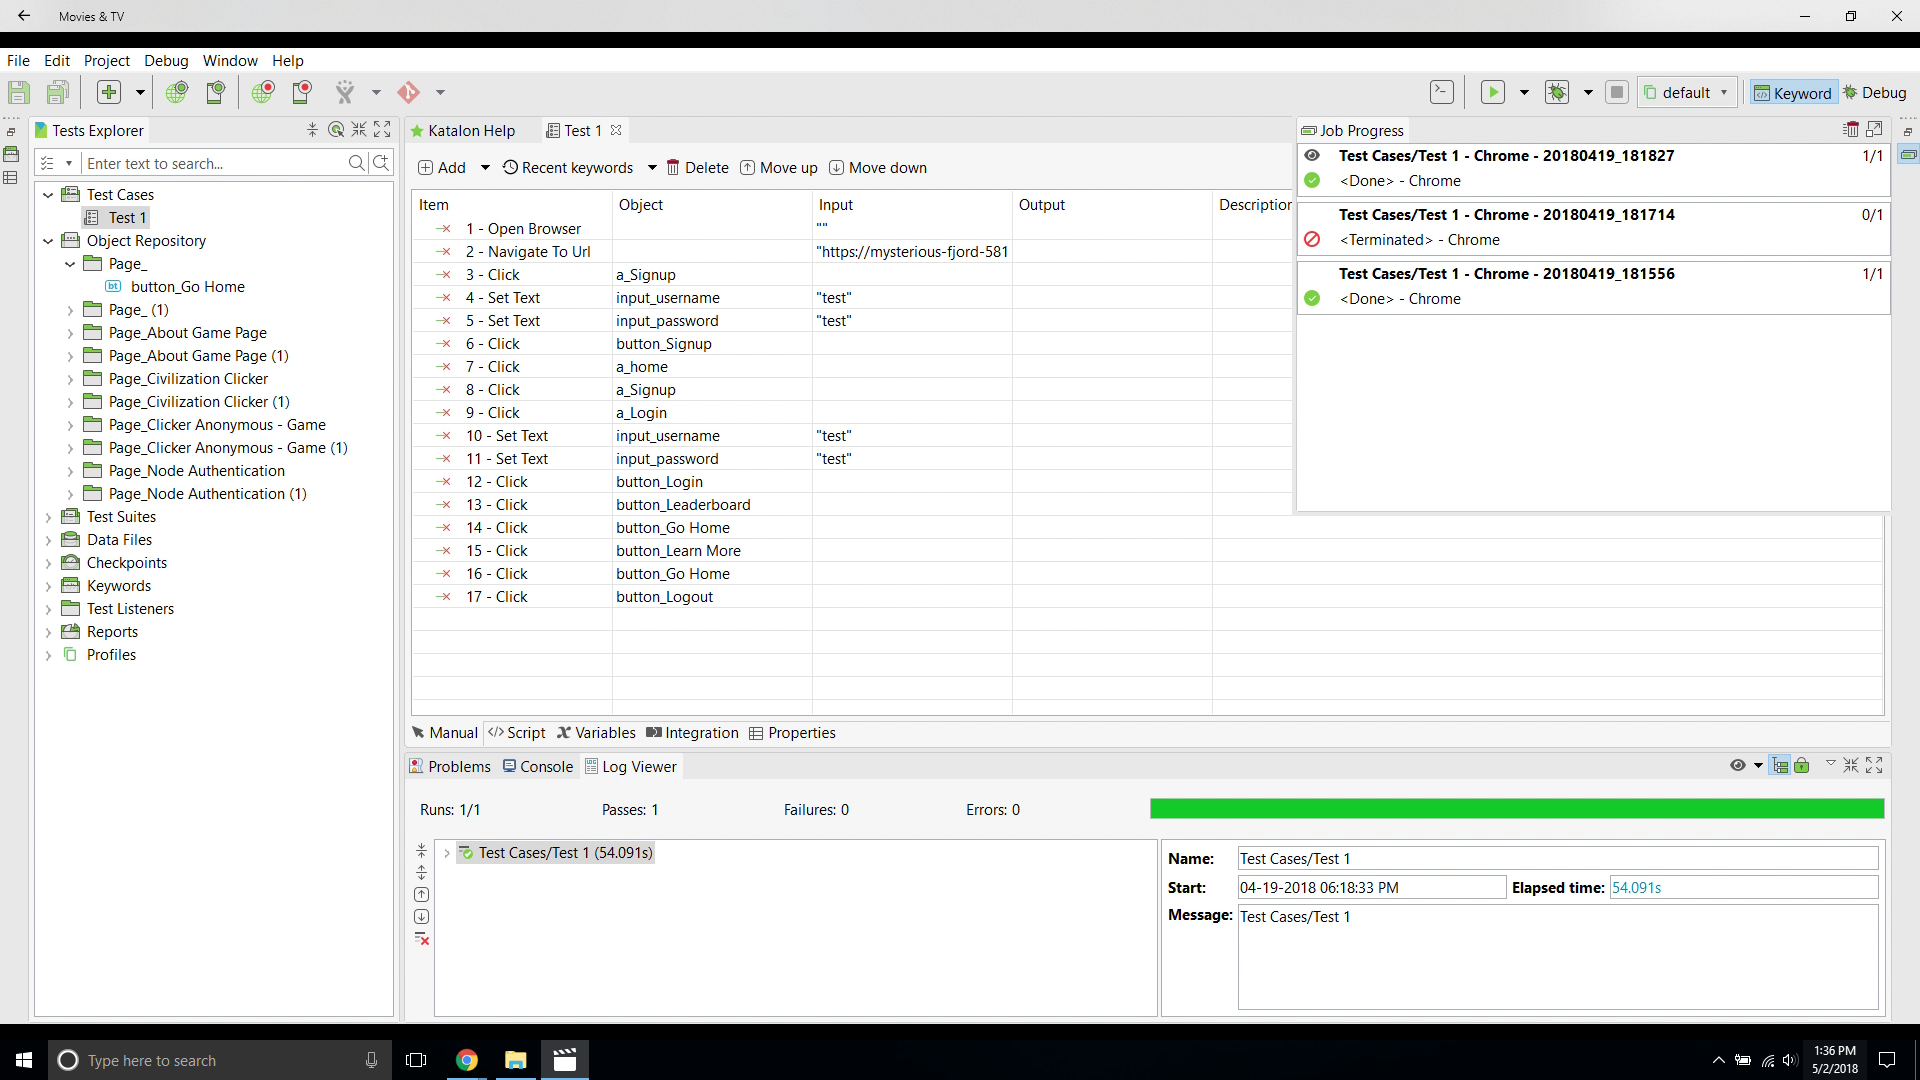 Movies & TV
File Edit Project Debug Window Help
default Keyword Debug
Tests Explorer
Enter text to search...
Test Cases
Test 1
Object Repository
Page_
button_Go Home
Page_ (1)
Page_About Game Page
Page_About Game Page (1)
Page_Civilization Clicker
Page_Civilization Clicker (1)
Page_Clicker Anonymous - Game
Page_Clicker Anonymous - Game (1)
Page_Node Authentication
Page_Node Authentication (1)
Test Suites
Data Files
Checkpoints
Keywords
Test Listeners
Reports
Profiles
Katalon Help Test 1
Add Recent keywords Delete Move up Move down
Item Object Input Output Description
1 - Open Browser ""
2 - Navigate To Url "https://mysterious-fjord-581
3 - Click a_Signup
4 - Set Text input_username "test"
5 - Set Text input_password "test"
6 - Click button_Signup
7 - Click a_home
8 - Click a_Signup
9 - Click a_Login
10 - Set Text input_username "test"
11 - Set Text input_password "test"
12 - Click button_Login
13 - Click button_Leaderboard
14 - Click button_Go Home
15 - Click button_Learn More
16 - Click button_Go Home
17 - Click button_Logout
Manual Script Variables Integration Properties
Job Progress
Test Cases/Test 1 - Chrome - 20180419_181827 1/1
<Done> - Chrome
Test Cases/Test 1 - Chrome - 20180419_181714 0/1
<Terminated> - Chrome
Test Cases/Test 1 - Chrome - 20180419_181556 1/1
<Done> - Chrome
Problems Console Log Viewer
Runs: 1/1 Passes: 1 Failures: 0 Errors: 0
Test Cases/Test 1 (54.091s)
Name: Test Cases/Test 1
Start: 04-19-2018 06:18:33 PM Elapsed time: 54.091s
Message: Test Cases/Test 1
Type here to search
1:36 PM
5/2/2018